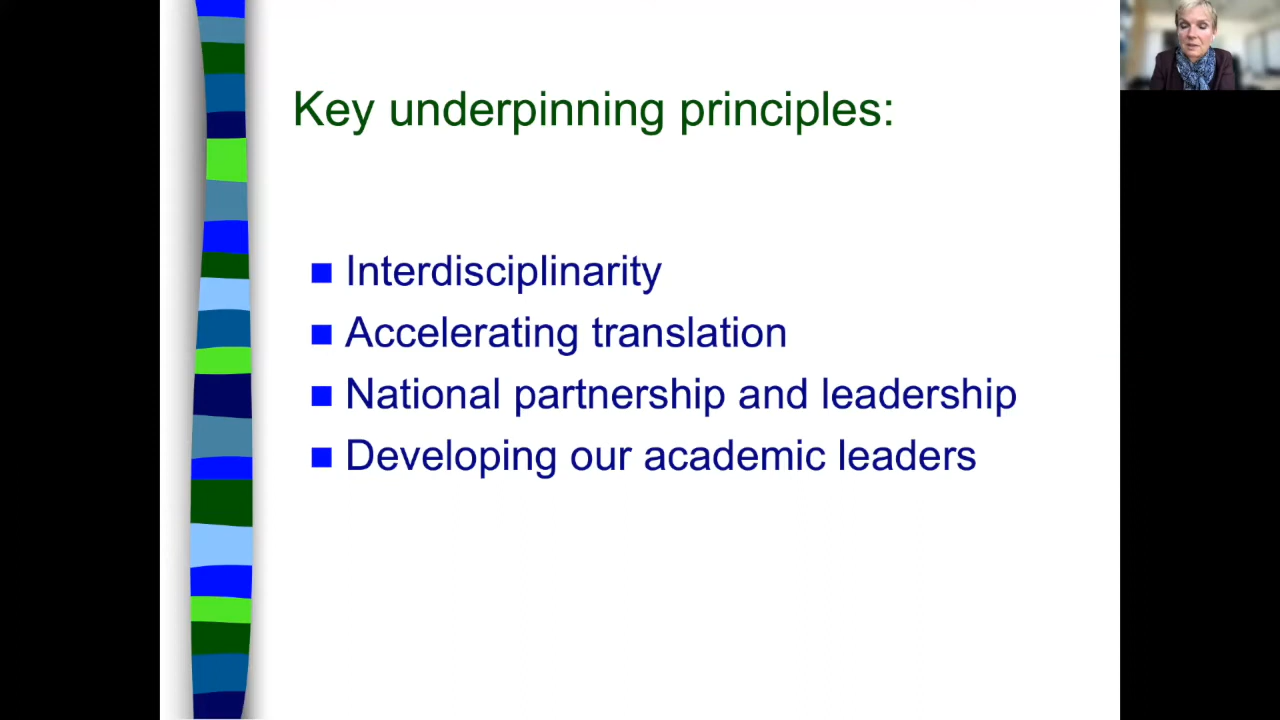 Key underpinning principles:
Interdisciplinarity
Accelerating translation
National partnership and leadership
Developing our academic leaders